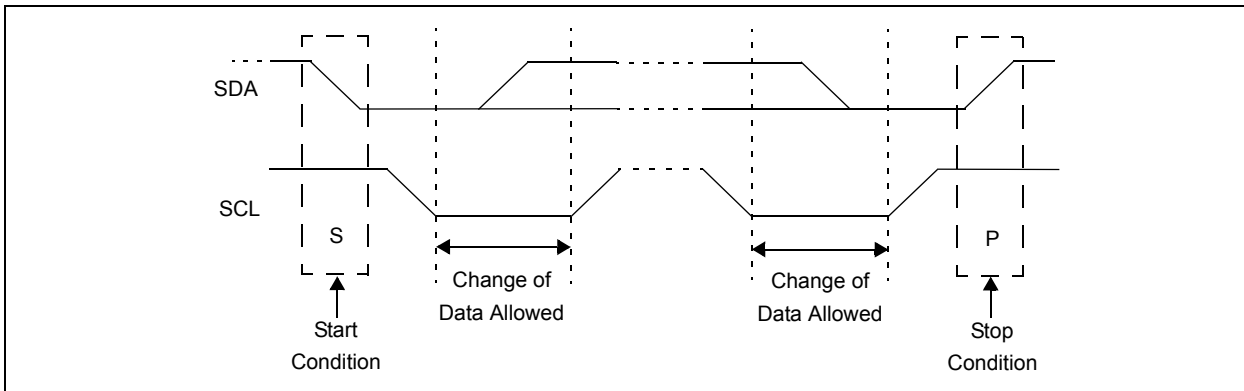 SDA
SCL
S
P
Change of
Data Allowed
Change of
Data Allowed
Start
Condition
Stop
Condition